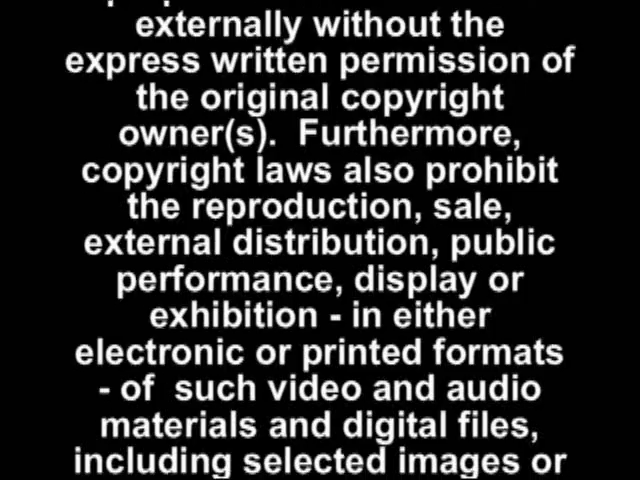 externally without the
express written permission of
the original copyright
owner(s).  Furthermore,
copyright laws also prohibit
the reproduction, sale,
external distribution, public
performance, display or
exhibition - in either
electronic or printed formats
- of  such video and audio
materials and digital files,
including selected images or